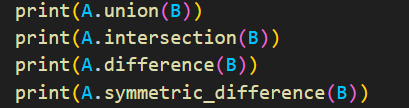 print(A.union(B))
print(A.intersection(B))
print(A.difference(B))
print(A.symmetric_difference(B))